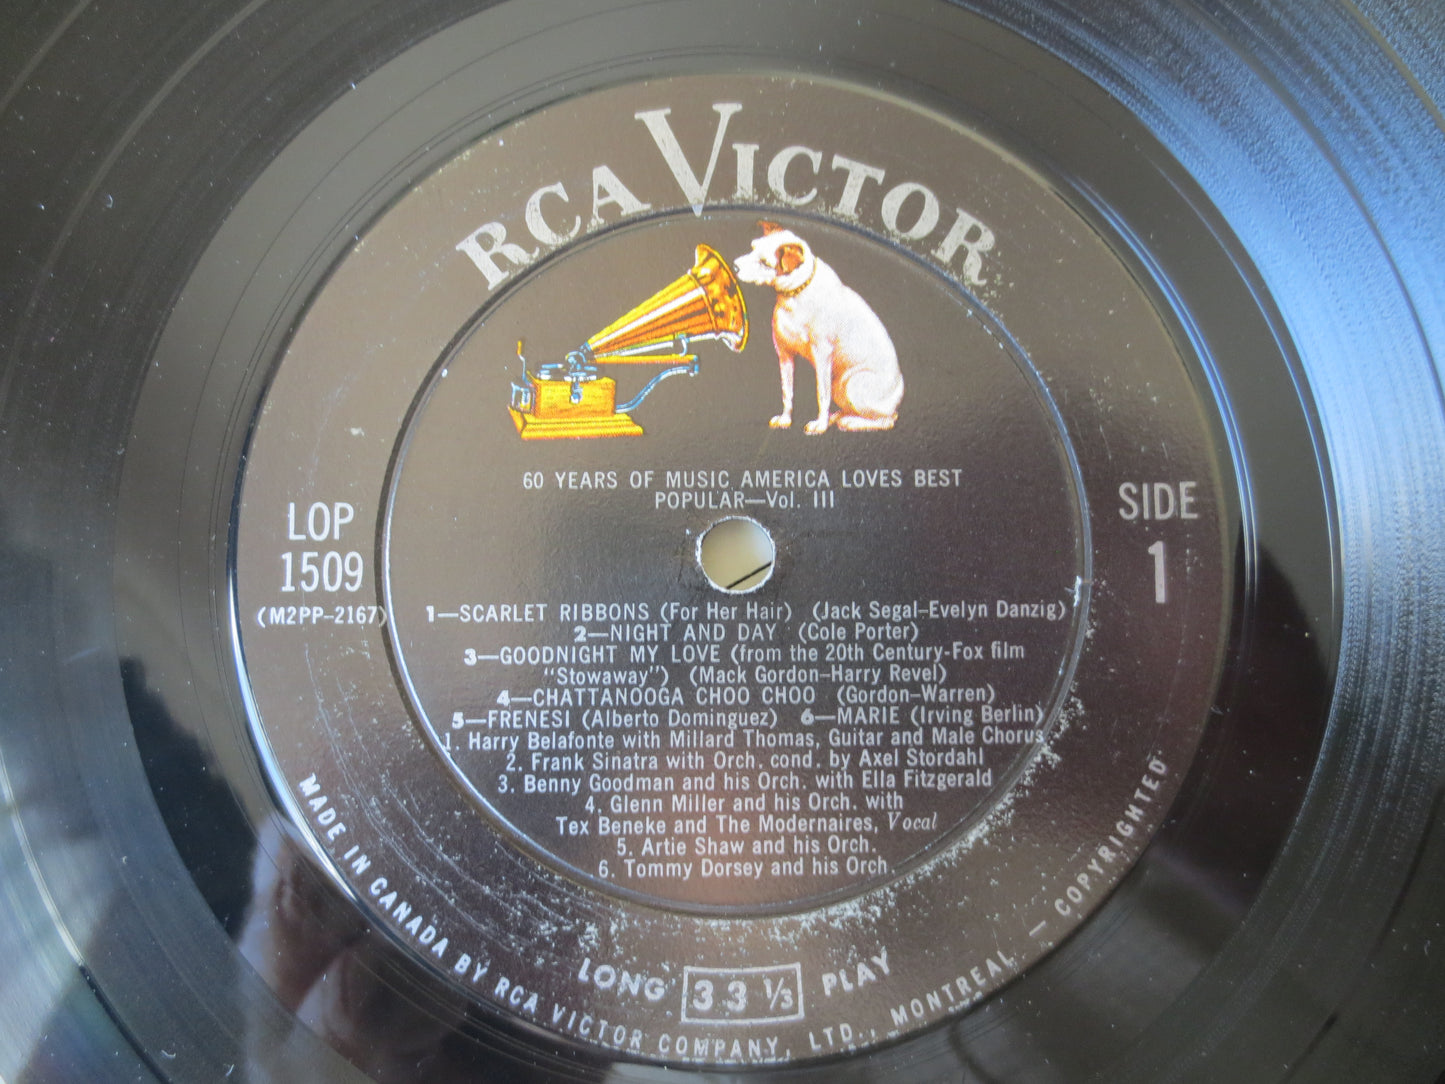 RCA VICTOR
60 YEARS OF MUSIC AMERICA LOVES BEST
POPULAR—Vol. III
LOP
1509
(M2PP-2167)
SIDE
1
1—SCARLET RIBBONS (For Her Hair) (Jack Segal-Evelyn Danzig)
2—NIGHT AND DAY (Cole Porter)
3—GOODNIGHT MY LOVE (from the 20th Century-Fox film
"Stowaway") (Mack Gordon-Harry Revel)
4—CHATTANOOGA CHOO CHOO (Gordon-Warren)
5—FRENESI (Alberto Dominguez) 6—MARIE (Irving Berlin)
1. Harry Belafonte with Millard Thomas, Guitar and Male Chorus
2. Frank Sinatra with Orch. cond. by Axel Stordahl
3. Benny Goodman and his Orch. with Ella Fitzgerald
4. Glenn Miller and his Orch. with
Tex Beneke and The Modernaires, Vocal
5. Artie Shaw and his Orch.
6. Tommy Dorsey and his Orch.
LONG 33 1/3 PLAY
MADE IN CANADA BY RCA VICTOR COMPANY, LTD., MONTREAL — COPYRIGHTED